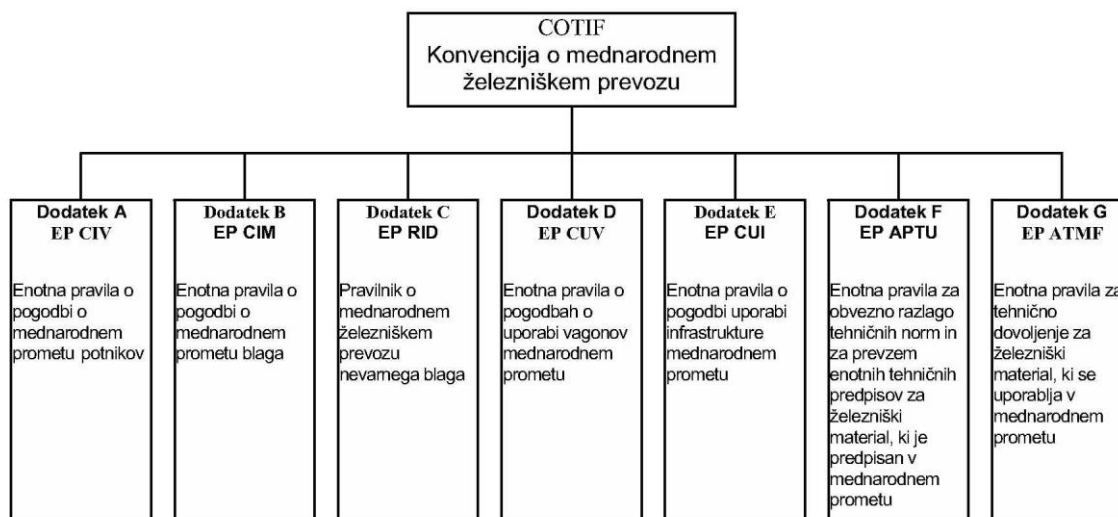 COTIF
Konvencija o mednarodnem
železniškem prevozu
Dodatek A
EP CIV
Enotna pravila o
pogodbi o
mednarodnem
prometu potnikov
Dodatek B
EP CIM
Enotna pravila o
pogodbi o
mednarodnem
prometu blaga
Dodatek C
EP RID
Pravilnik o
mednarodnem
železniškem
prevozu
nevarnega blaga
Dodatek D
EP CUV
Enotna pravila o
pogodbah o
uporabi vagonov
mednarodnem
prometu
Dodatek E
EP CUI
Enotna pravila o
pogodbi uporabi
infrastrukture
mednarodnem
prometu
Dodatek F
EP APTU
Enotna pravila za
obvezno razlago
tehničnih norm in
za prevzem
enotnih tehničnih
predpisov za
železniški
material, ki je
predpisan v
mednarodnem
prometu
Dodatek G
EP ATMF
Enotna pravila za
tehnično
dovoljenje za
železniški
material, ki se
uporablja v
mednarodnem
prometu